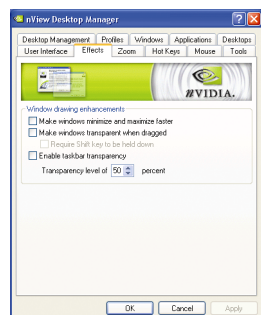 nView Desktop Manager
Desktop Management Profiles Windows Applications Desktops
User Interface Effects Zoom Hot Keys Mouse Tools
nVIDIA.
Window drawing enhancements
Make windows minimize and maximize faster
Make windows transparent when dragged
Require Shift key to be held down
Enable taskbar transparency
Transparency level of 50 percent
OK Cancel Apply